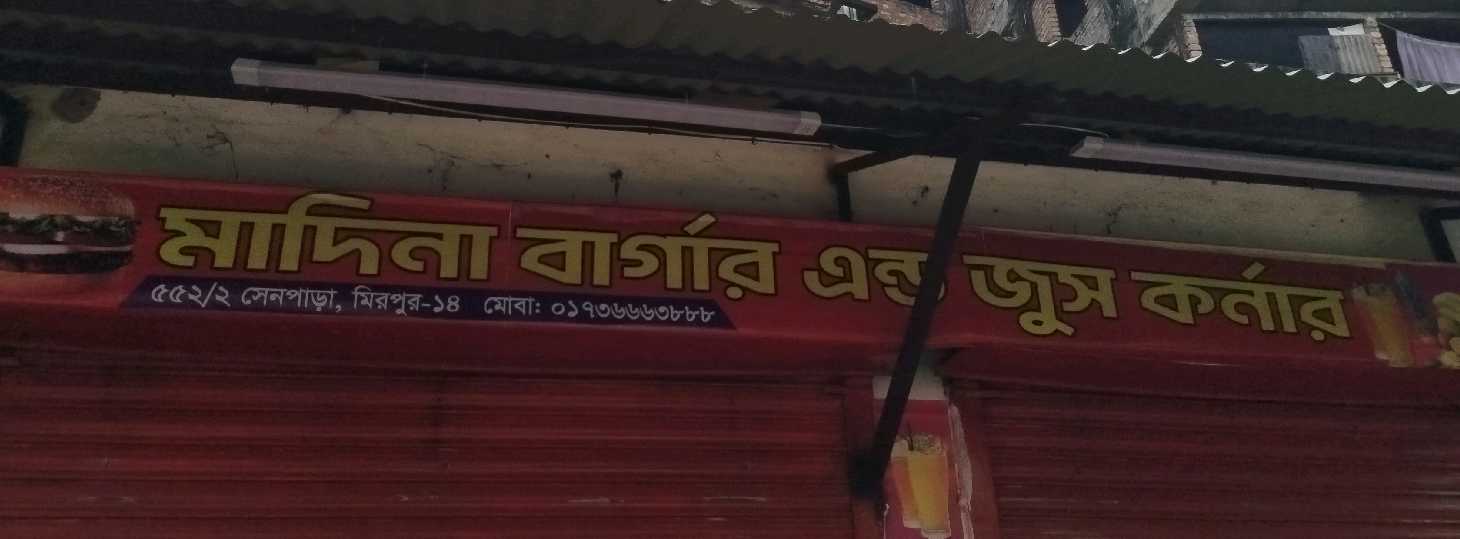 মাদিনা বার্গার এন্ড জুস কর্নার
৫৫২/২ সেনপাড়া, মিরপুর-১৪ মোবা: ০১৭৩৬৬৬৩৮৮৮